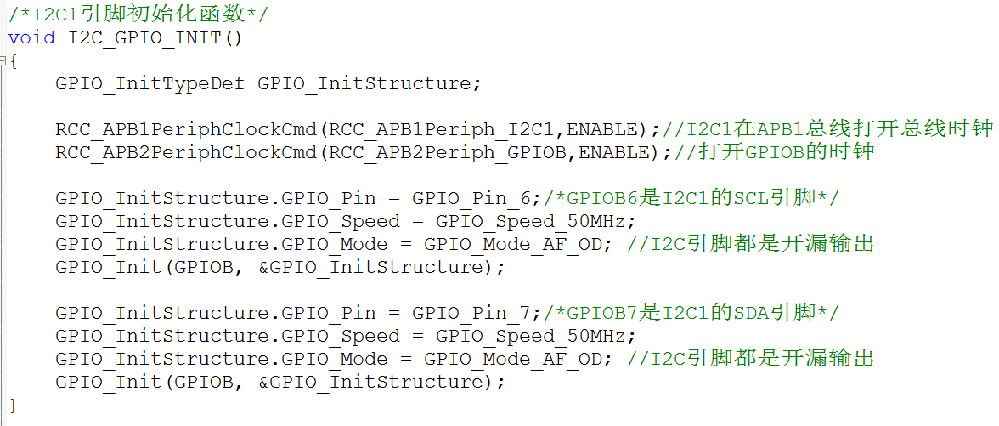 /*I2C1引脚初始化函数*/
void I2C_GPIO_INIT()
{
    GPIO_InitTypeDef GPIO_InitStructure;
    RCC_APB1PeriphClockCmd(RCC_APB1Periph_I2C1,ENABLE);//I2C1在APB1总线打开总线时钟
    RCC_APB2PeriphClockCmd(RCC_APB2Periph_GPIOB,ENABLE);//打开GPIOB的时钟
    GPIO_InitStructure.GPIO_Pin = GPIO_Pin_6;/*GPIOB6是I2C1的SCL引脚*/
    GPIO_InitStructure.GPIO_Speed = GPIO_Speed_50MHz;
    GPIO_InitStructure.GPIO_Mode = GPIO_Mode_AF_OD; //I2C引脚都是开漏输出
    GPIO_Init(GPIOB, &GPIO_InitStructure);
    GPIO_InitStructure.GPIO_Pin = GPIO_Pin_7;/*GPIOB7是I2C1的SDA引脚*/
    GPIO_InitStructure.GPIO_Speed = GPIO_Speed_50MHz;
    GPIO_InitStructure.GPIO_Mode = GPIO_Mode_AF_OD; //I2C引脚都是开漏输出
    GPIO_Init(GPIOB, &GPIO_InitStructure);
}